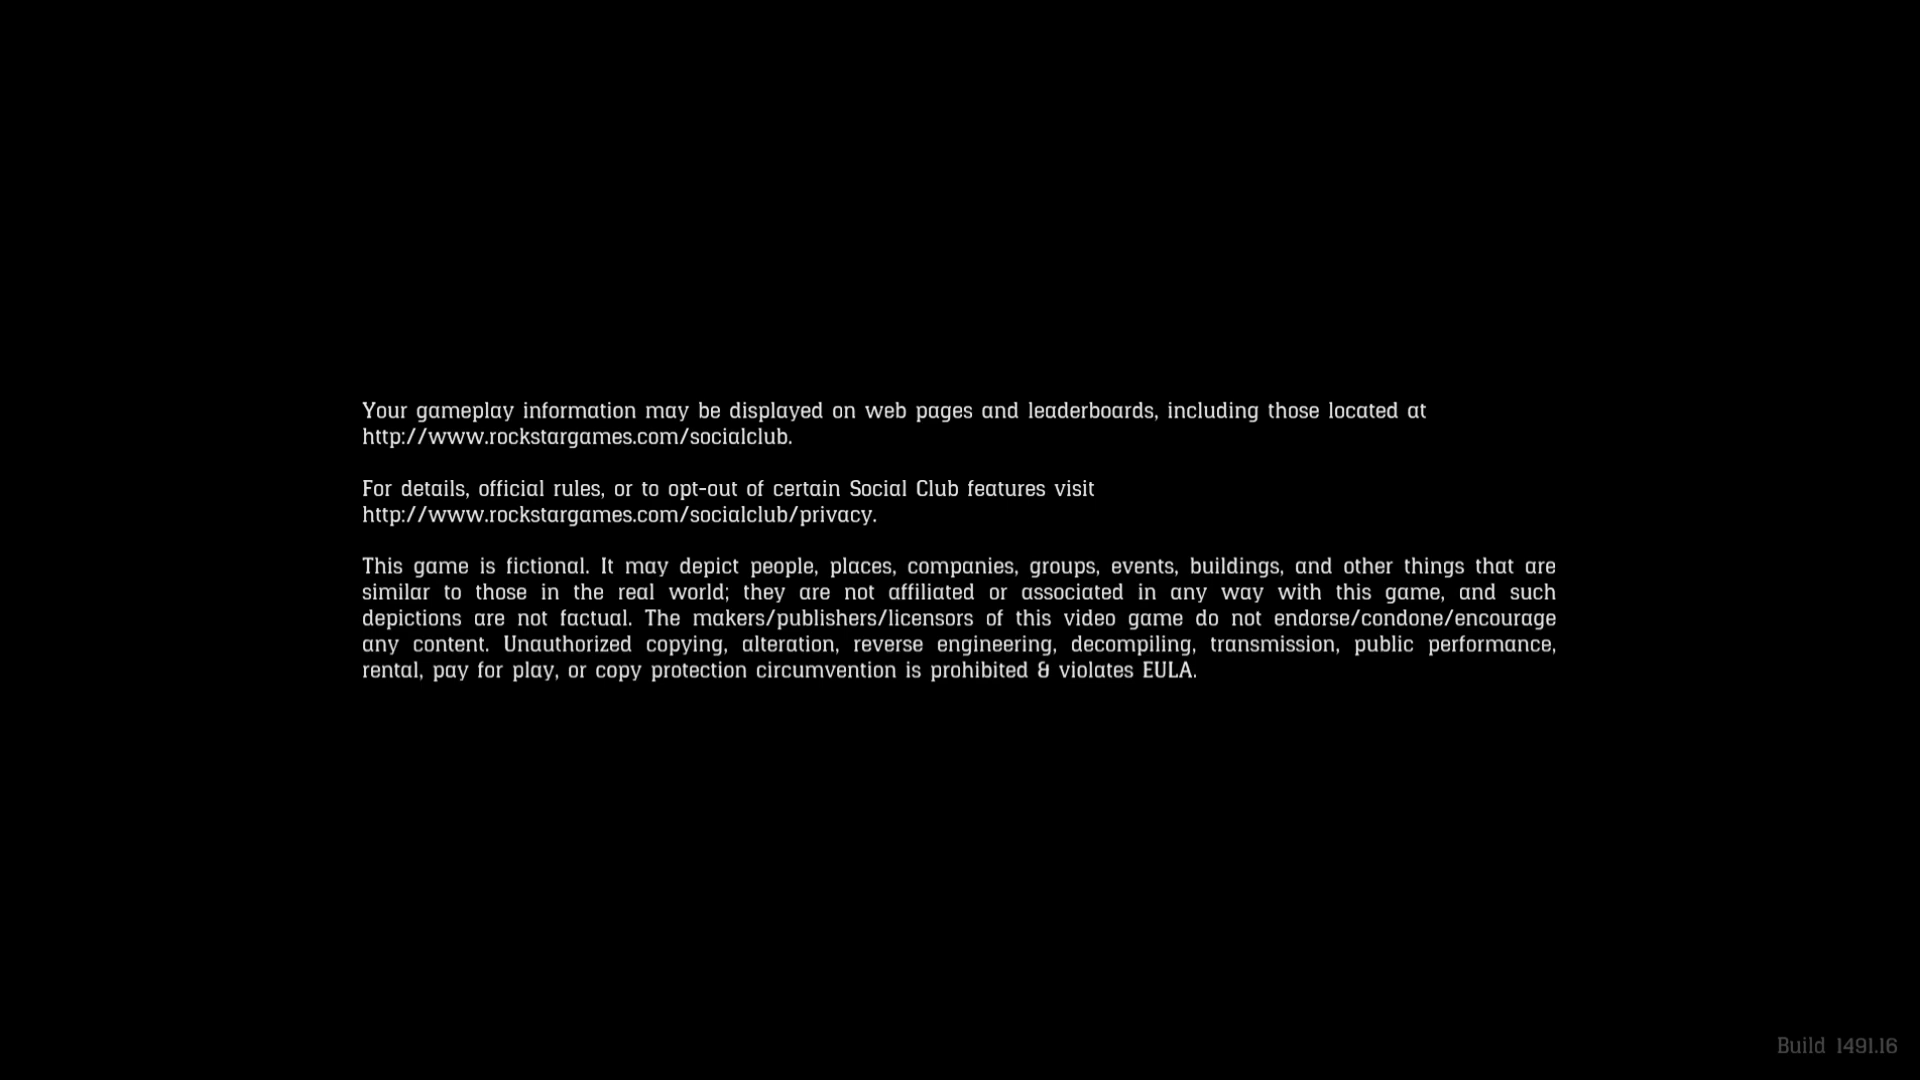 Your gameplay information may be displayed on web pages and leaderboards, including those located at
http://www.rockstargames.com/socialclub.
For details, official rules, or to opt-out of certain Social Club features visit
http://www.rockstargames.com/socialclub/privacy.
This game is fictional. It may depict people, places, companies, groups, events, buildings, and other things that are
similar to those in the real world; they are not affiliated or associated in any way with this game, and such
depictions are not factual. The makers/publishers/licensors of this video game do not endorse/condone/encourage
any content. Unauthorized copying, alteration, reverse engineering, decompiling, transmission, public performance,
rental, pay for play, or copy protection circumvention is prohibited & violates EULA.
Build 1491.16